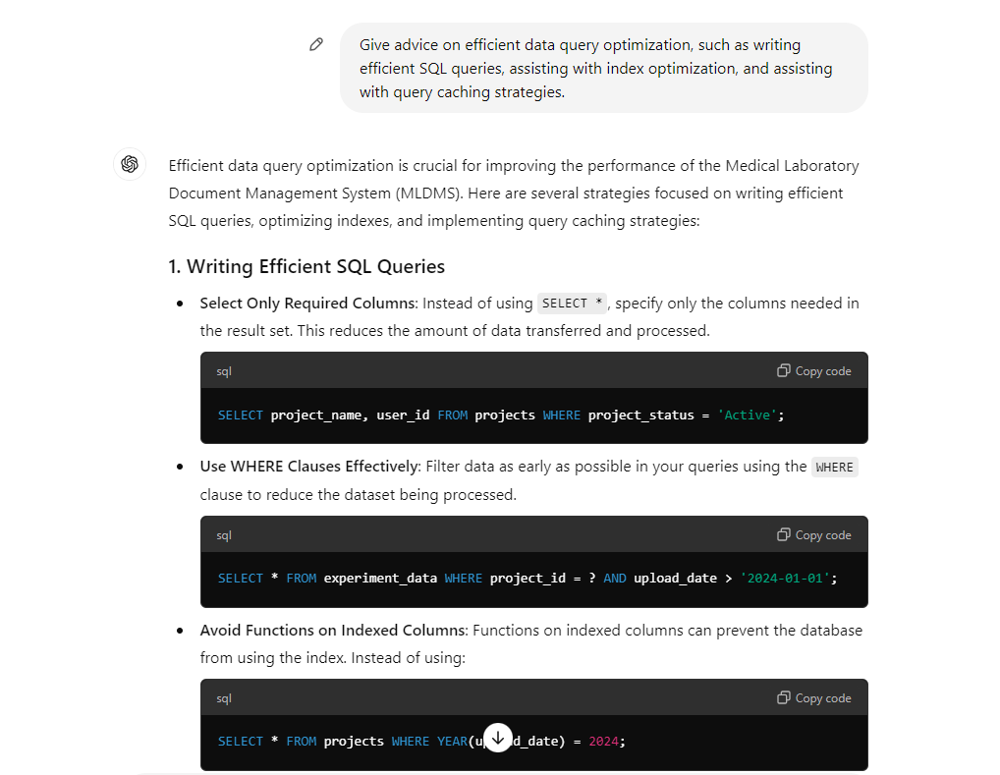 Give advice on efficient data query optimization, such as writing
efficient SQL queries, assisting with index optimization, and assisting
with query caching strategies.
Efficient data query optimization is crucial for improving the performance of the Medical Laboratory
Document Management System (MLDMS). Here are several strategies focused on writing efficient
SQL queries, optimizing indexes, and implementing query caching strategies:
1. Writing Efficient SQL Queries
• Select Only Required Columns: Instead of using SELECT *, specify only the columns needed in
the result set. This reduces the amount of data transferred and processed.
sql Copy code
SELECT project_name, user_id FROM projects WHERE project_status = 'Active';
• Use WHERE Clauses Effectively: Filter data as early as possible in your queries using the WHERE
clause to reduce the dataset being processed.
sql Copy code
SELECT * FROM experiment_data WHERE project_id = ? AND upload_date > '2024-01-01';
• Avoid Functions on Indexed Columns: Functions on indexed columns can prevent the database
from using the index. Instead of using:
sql Copy code
SELECT * FROM projects WHERE YEAR(up d_date) = 2024;